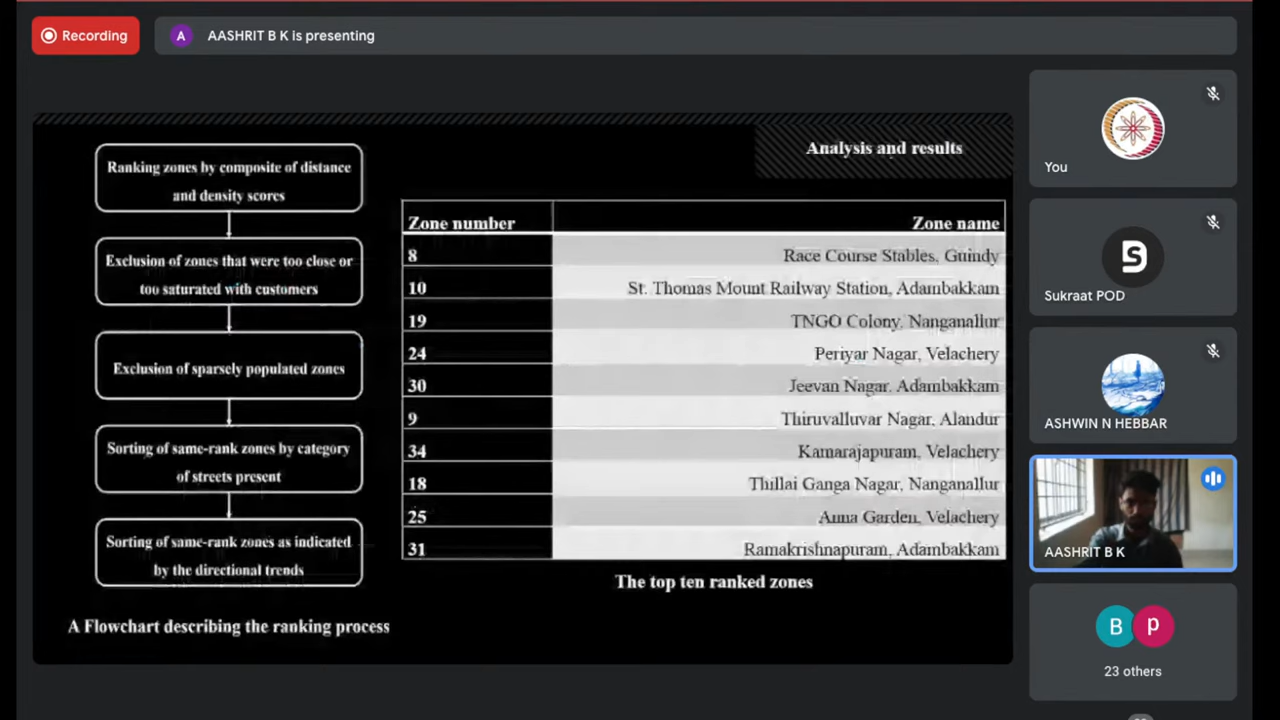 Recording
A
AASHRIT B K is presenting
Analysis and results
Ranking zones by composite of distance
and density scores
Exclusion of zones that were too close or
too saturated with customers
Exclusion of sparsely populated zones
Sorting of same-rank zones by category
of streets present
Sorting of same-rank zones as indicated
by the directional trends
A Flowchart describing the ranking process
Zone number Zone name
8 Race Course Stables, Guindy
10 St. Thomas Mount Railway Station, Adambakkam
19 TNGO Colony, Nanganallur
24 Periyar Nagar, Velachery
30 Jeevan Nagar. Adambakkam
9 Thiruvalluvar Nagar, Alandur
34 Kamarajapuram, Velachery
18 Thillai Ganga Nagar, Nanganallur
25 Anna Garden, Velachery
31 Ramakrishnapuram, Adambakkam
The top ten ranked zones
You
S
Sukraat POD
ASHWIN N HEBBAR
AASHRIT B K
B
p
23 others